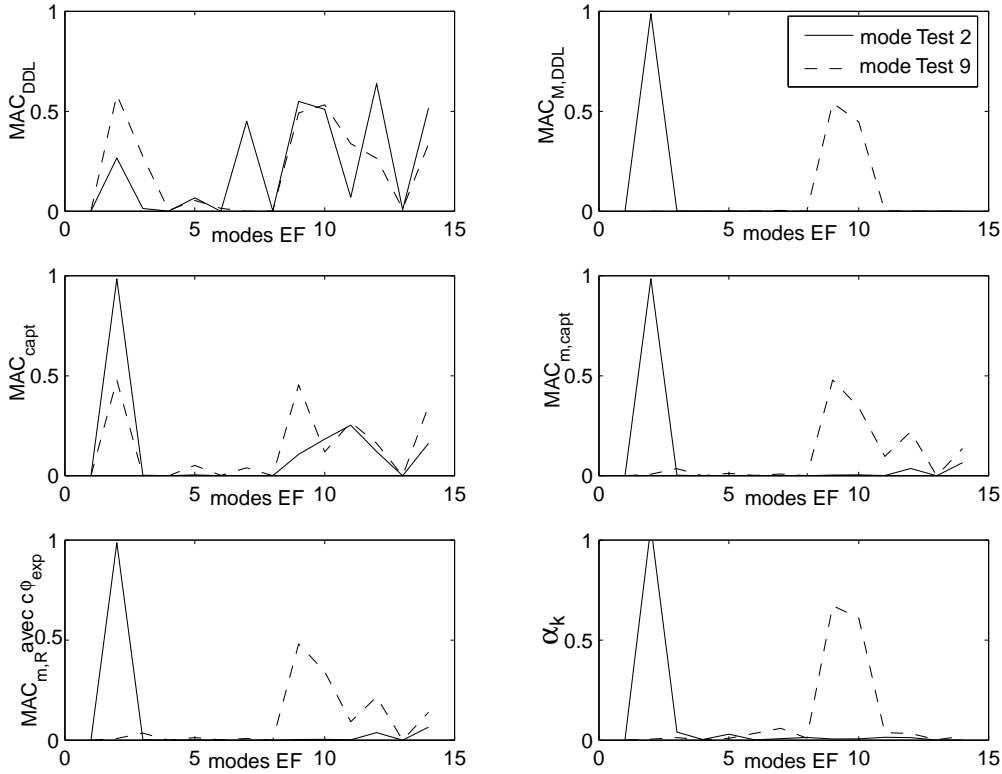 1
0.5
0
MAC_DDL
0 5 10 15
modes EF
1
0.5
0
MAC_M,DDL
0 5 10 15
modes EF
mode Test 2
mode Test 9
1
0.5
0
MAC_capt
0 5 10 15
modes EF
1
0.5
0
MAC_m,capt
0 5 10 15
modes EF
1
0.5
0
MAC_m,R avec cφ_exp
0 5 10 15
modes EF
1
0.5
0
α_k
0 5 10 15
modes EF